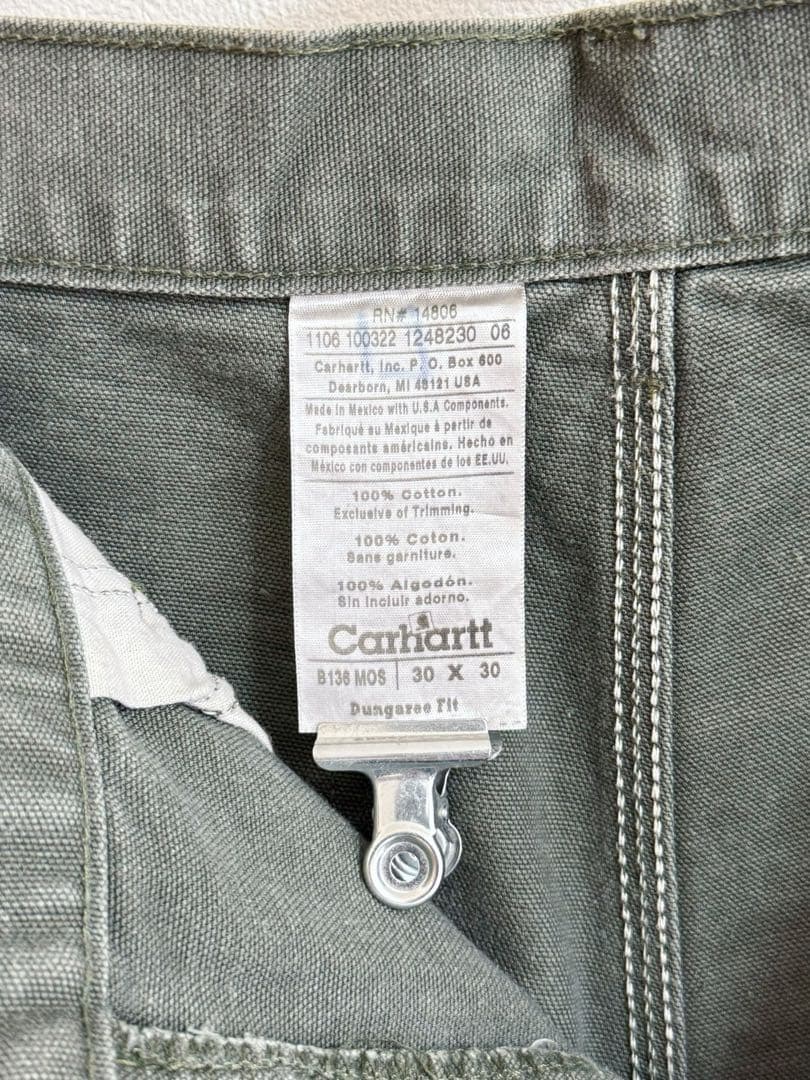 RN# 14806
1106 100322 1248230 06
Carhartt, Inc. P. O. Box 600
Dearborn, MI 48121 USA
Made in Mexico with U.S.A Components.
Fabriqué au Mexique à partir de
composants américains. Hecho en
México con componentes de los EE.UU.
100% Cotton.
Exclusive of Trimming.
100% Coton.
Sans garniture.
100% Algodón.
Sin incluir adorno.
Carhartt
B136 MOS 30 X 30
Dungaree Fit